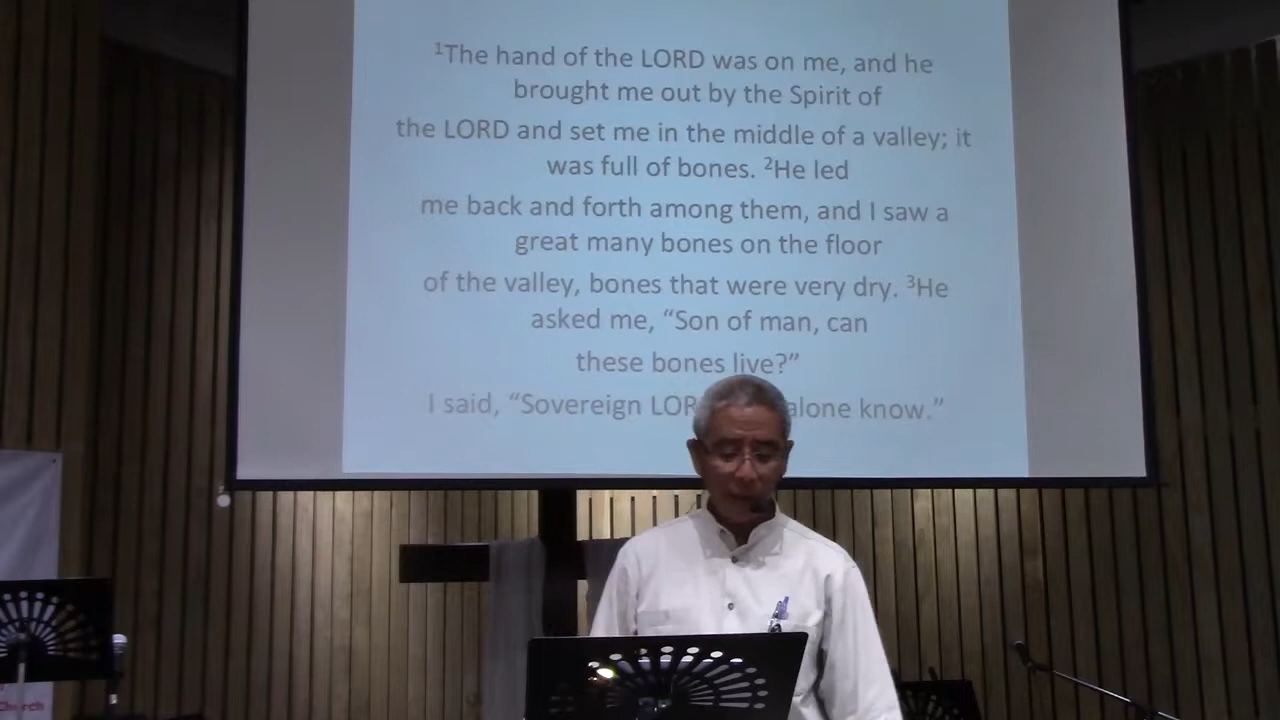 ¹The hand of the LORD was on me, and he
brought me out by the Spirit of
the LORD and set me in the middle of a valley; it
was full of bones. ²He led
me back and forth among them, and I saw a
great many bones on the floor
of the valley, bones that were very dry. ³He
asked me, “Son of man, can
these bones live?”
I said, “Sovereign LOR alone know.”